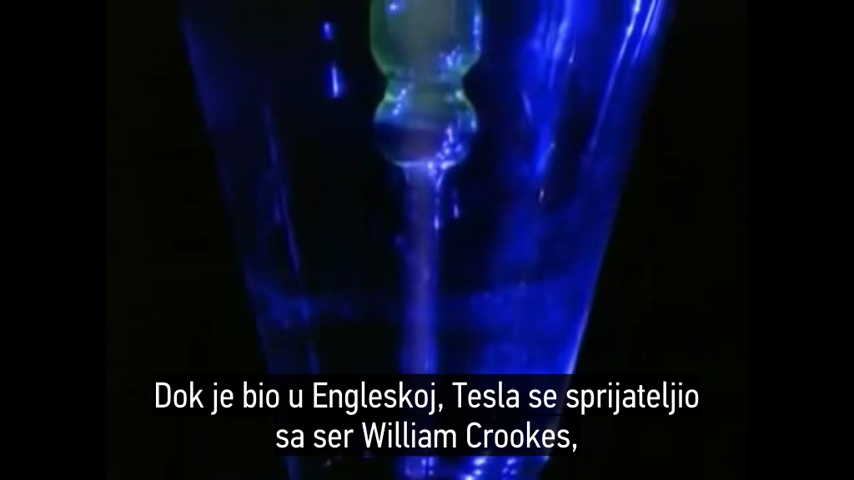 Dok je bio u Engleskoj, Tesla se sprijateljio
sa ser William Crookes,